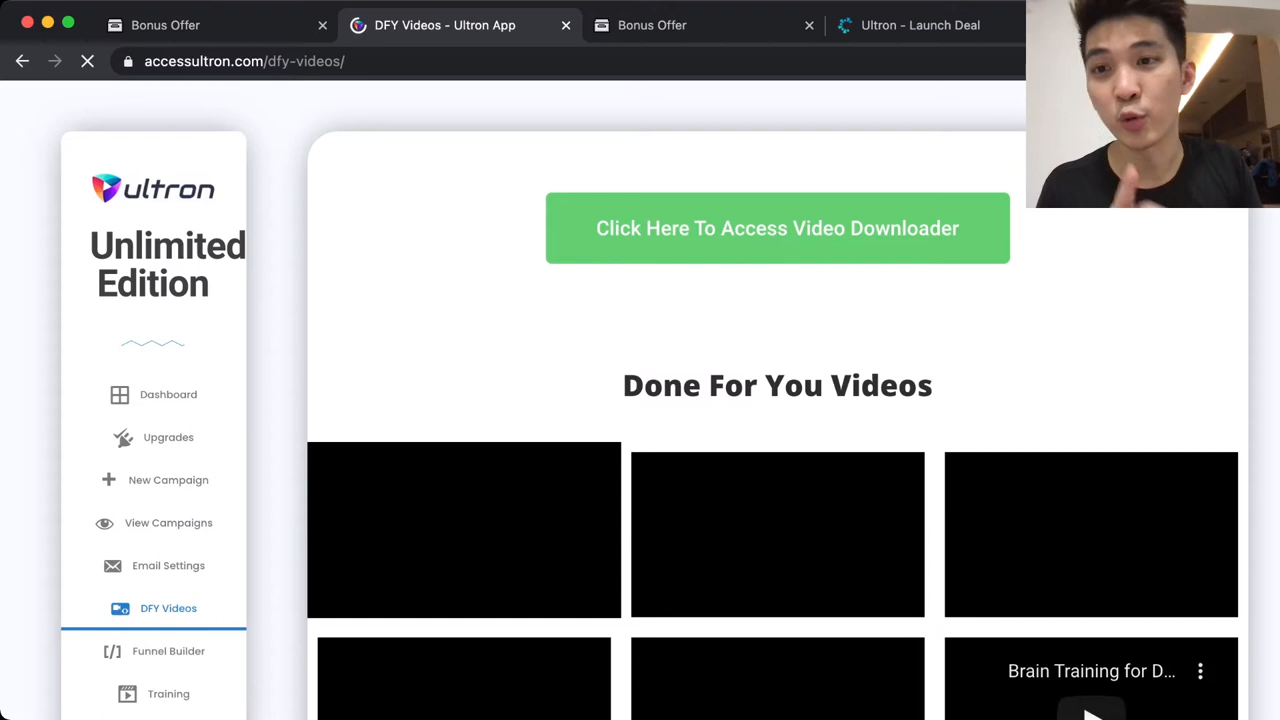 Bonus Offer
DFY Videos - Ultron App
Bonus Offer
Ultron - Launch Deal
accessultron.com/dfy-videos/
ultron
Unlimited
Edition
Dashboard
Upgrades
New Campaign
View Campaigns
Email Settings
DFY Videos
Funnel Builder
Training
Click Here To Access Video Downloader
Done For You Videos
Brain Training for D...